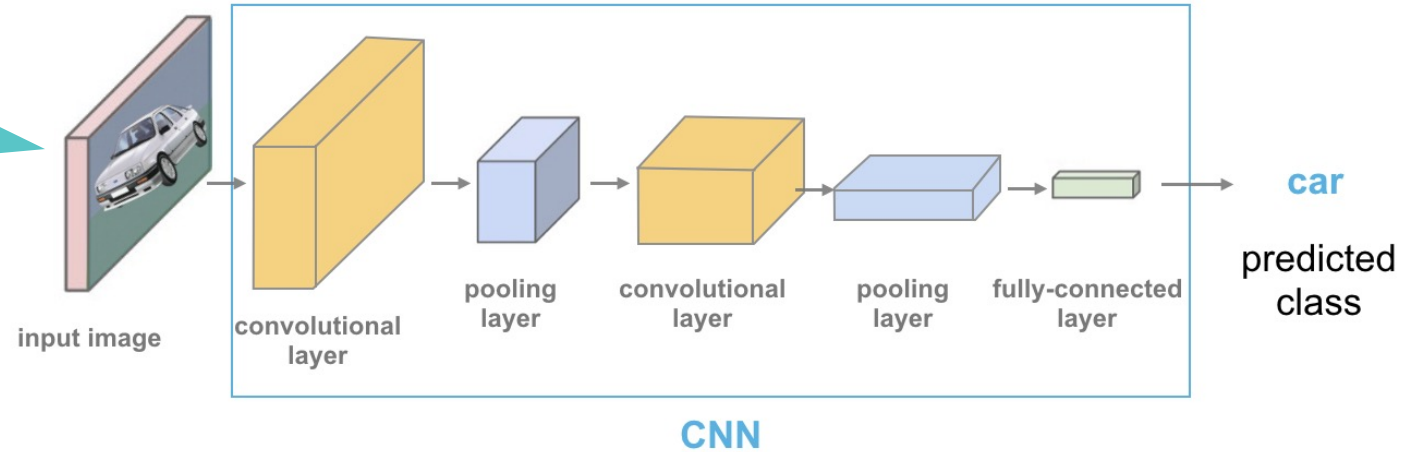 input image
convolutional
layer
pooling
layer
convolutional
layer
pooling
layer
fully-connected
layer
car
predicted
class
CNN